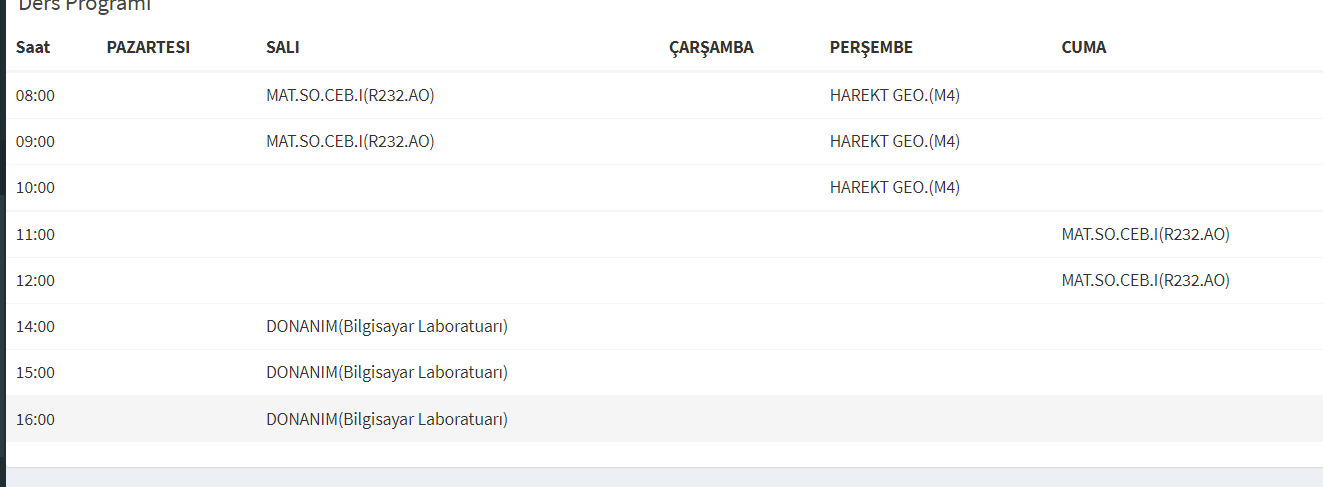 Ders Programı
Saat PAZARTESI SALI ÇARŞAMBA PERŞEMBE CUMA
08:00 MAT.SO.CEB.I(R232.AO) HAREKT GEO.(M4)
09:00 MAT.SO.CEB.I(R232.AO) HAREKT GEO.(M4)
10:00 HAREKT GEO.(M4)
11:00 MAT.SO.CEB.I(R232.AO)
12:00 MAT.SO.CEB.I(R232.AO)
14:00 DONANIM(Bilgisayar Laboratuarı)
15:00 DONANIM(Bilgisayar Laboratuarı)
16:00 DONANIM(Bilgisayar Laboratuarı)